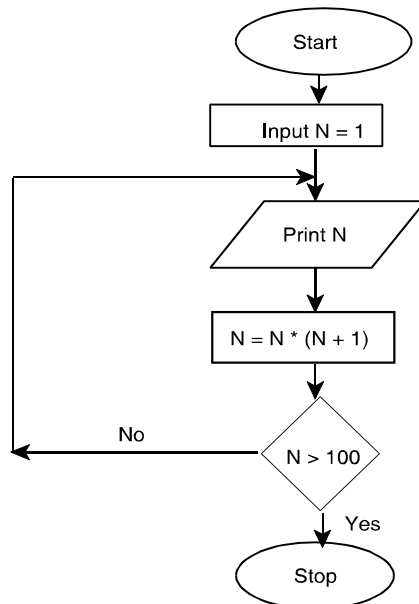 Start
Input N = 1
Print N
N = N * (N + 1)
No
N > 100
Yes
Stop